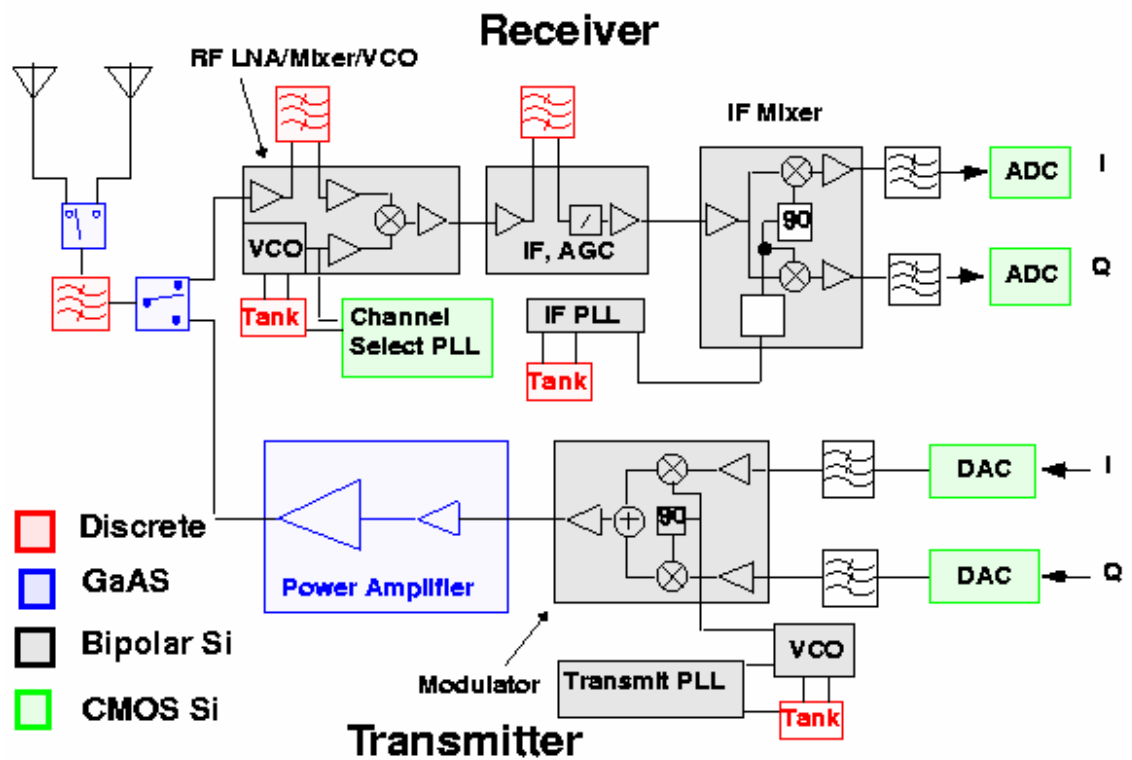 Receiver
RF LNA/Mixer/VCO
IF Mixer
ADC
I
90
VCO
IF, AGC
ADC
Q
Tank
Channel
Select PLL
IF PLL
Tank
DAC
I
Discrete
90
GaAS
Power Amplifier
DAC
Q
Bipolar Si
VCO
Modulator
Transmit PLL
CMOS Si
Tank
Transmitter